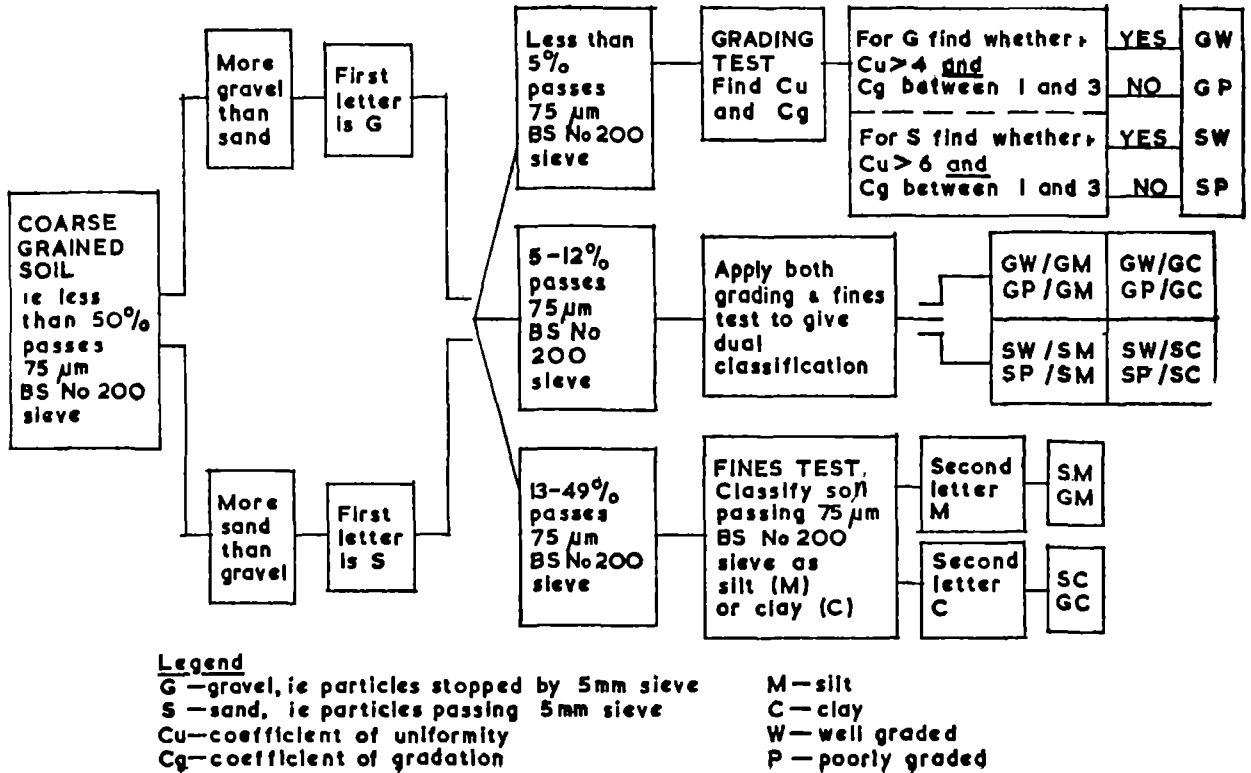 COARSE
GRAINED
SOIL
ie less
than 50%
passes
75 µm
BS No 200
sieve
More
gravel
than
sand
First
letter
is G
More
sand
than
gravel
First
letter
is S
Less than
5%
passes
75 µm
BS No 200
sieve
GRADING
TEST
Find Cu
and Cg
For G find whether:
Cu > 4 and
Cg between 1 and 3
YES
GW
NO
GP
For S find whether:
Cu > 6 and
Cg between 1 and 3
YES
SW
NO
SP
5-12%
passes
75 µm
BS No
200
sieve
Apply both
grading & fines
test to give
dual
classification
GW/GM
GP/GM
GW/GC
GP/GC
SW/SM
SP/SM
SW/SC
SP/SC
13-49%
passes
75 µm
BS No 200
sieve
FINES TEST.
Classify soil
passing 75 µm
BS No 200
sieve as
silt (M)
or clay (C)
Second
letter
M
SM
GM
Second
letter
C
SC
GC
Legend
G — gravel, ie particles stopped by 5mm sieve
S — sand, ie particles passing 5mm sieve
Cu — coefficient of uniformity
Cg — coefficient of gradation
M — silt
C — clay
W — well graded
P — poorly graded